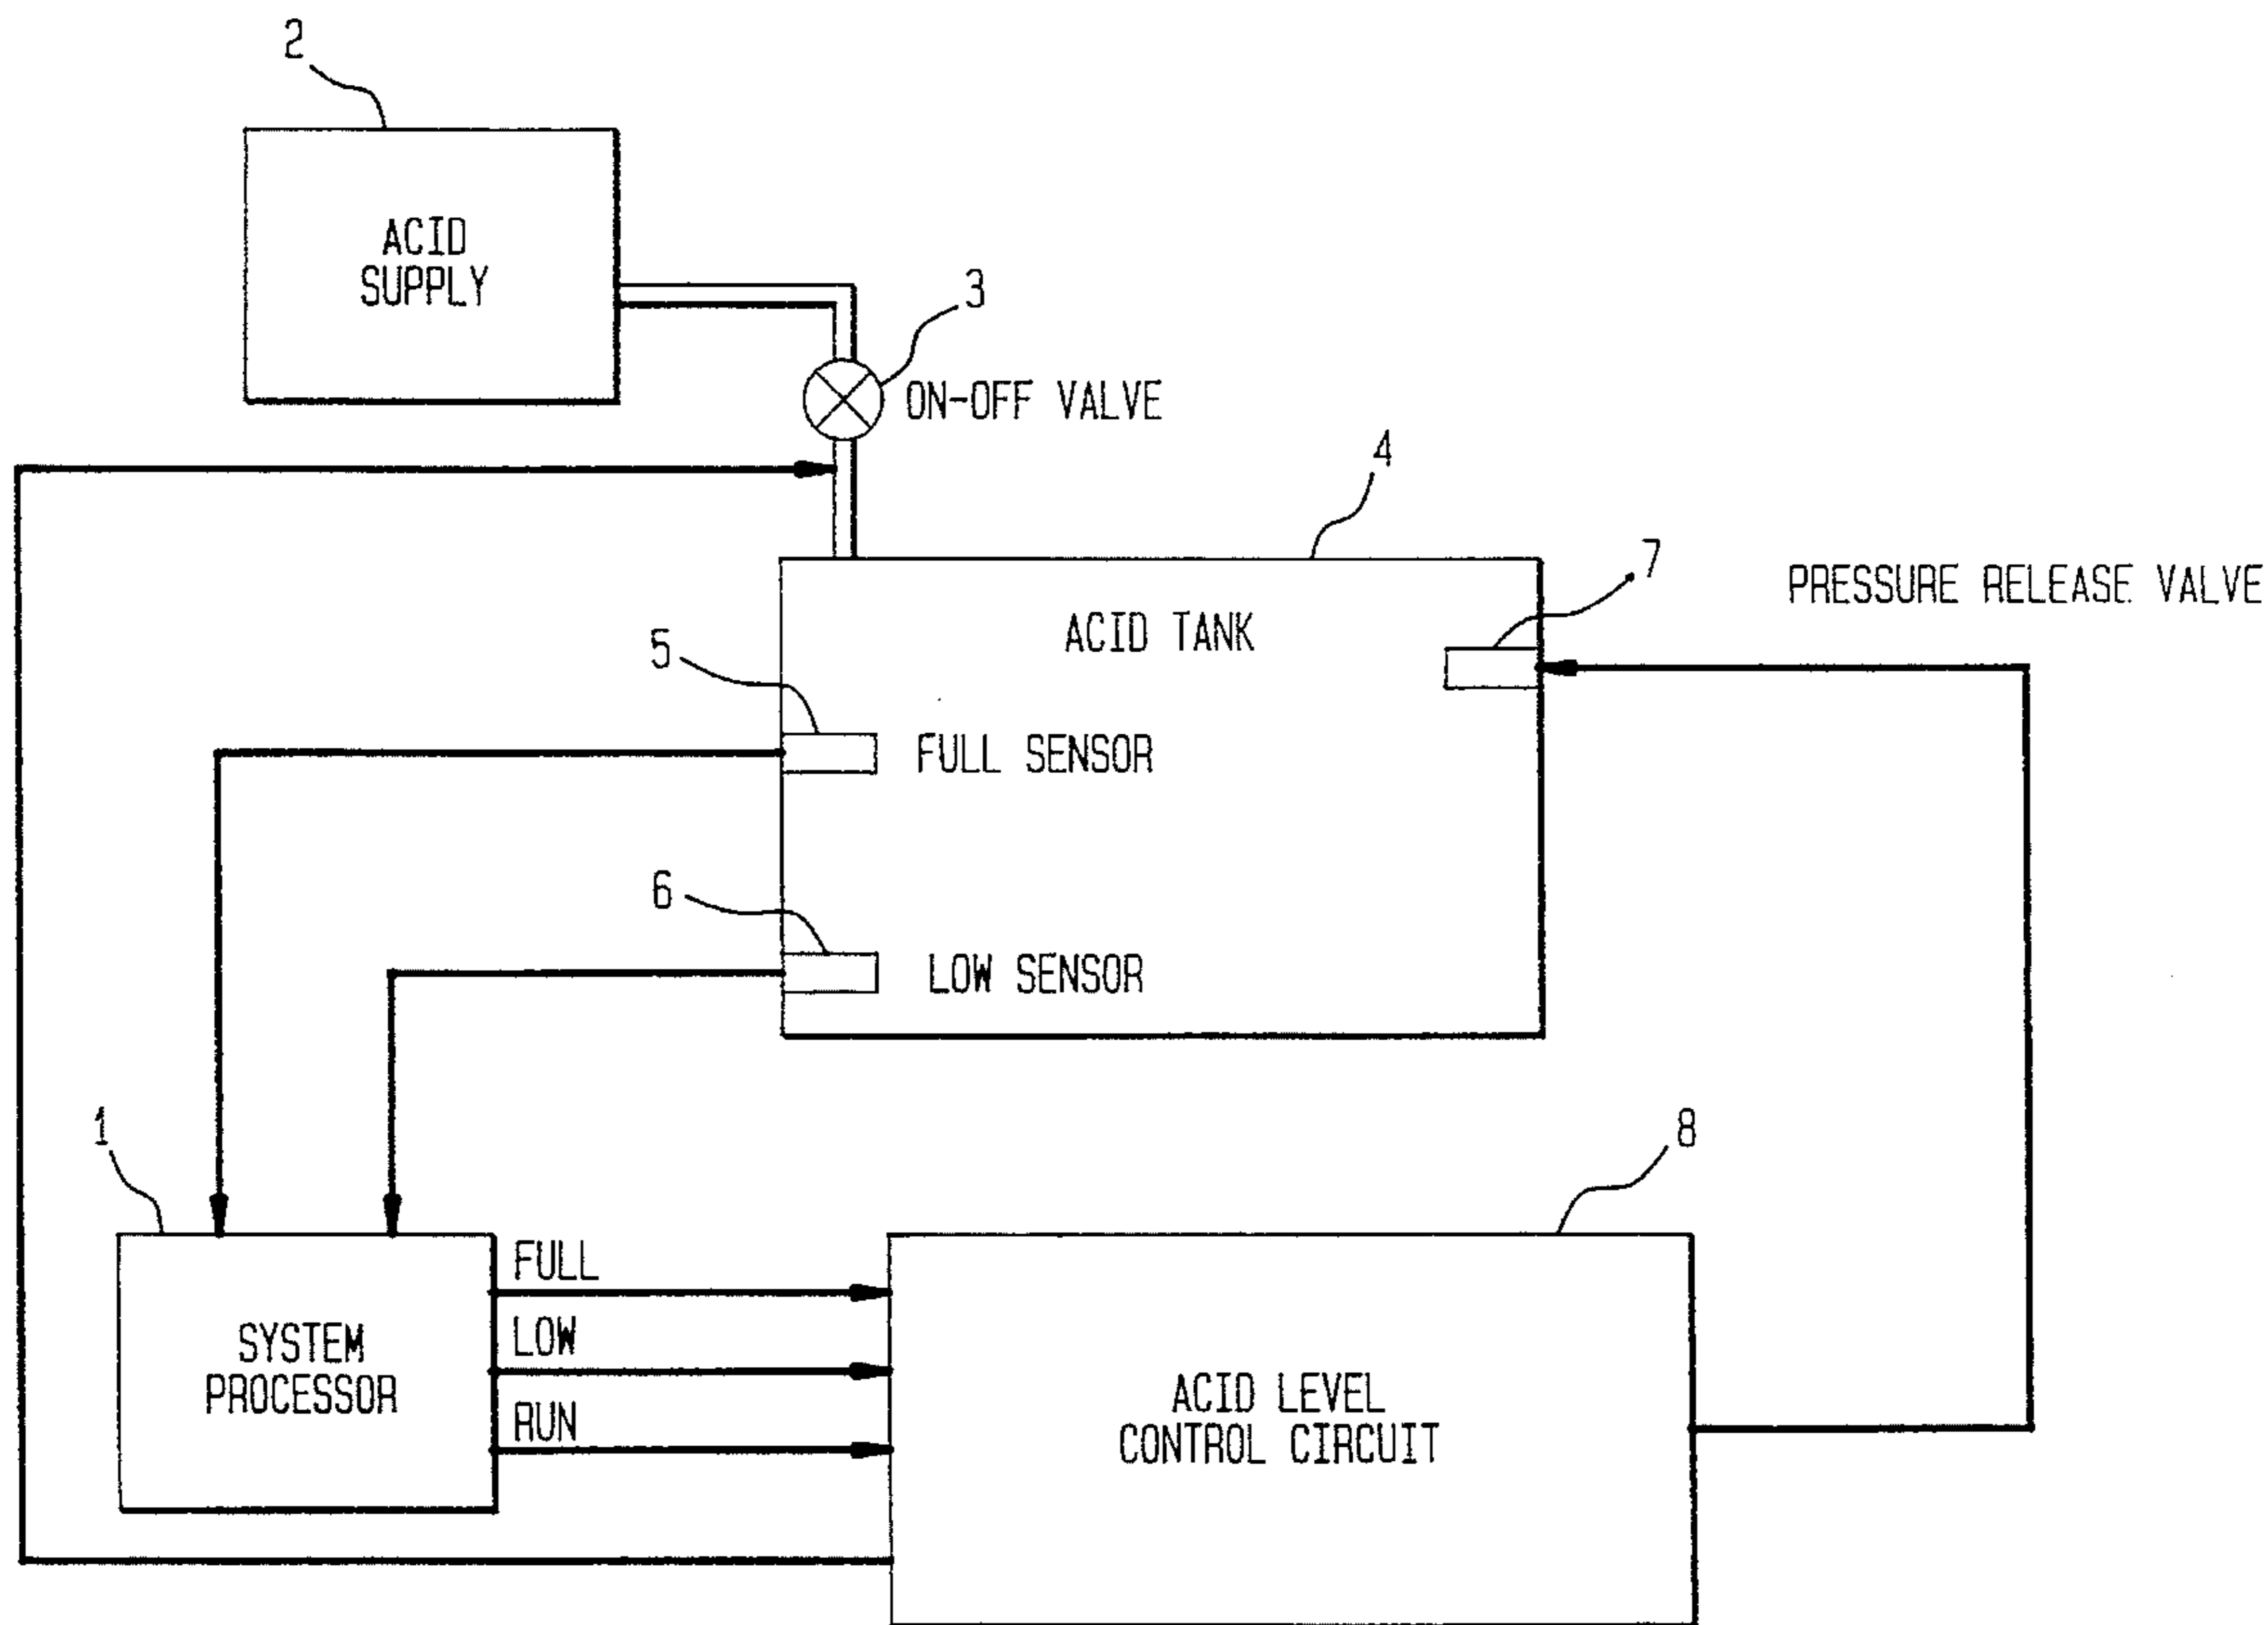 2
ACID
SUPPLY
3
ON-OFF VALVE
4
7
PRESSURE RELEASE VALVE
ACID TANK
5
FULL SENSOR
6
LOW SENSOR
1
8
FULL
LOW
RUN
SYSTEM
PROCESSOR
ACID LEVEL
CONTROL CIRCUIT